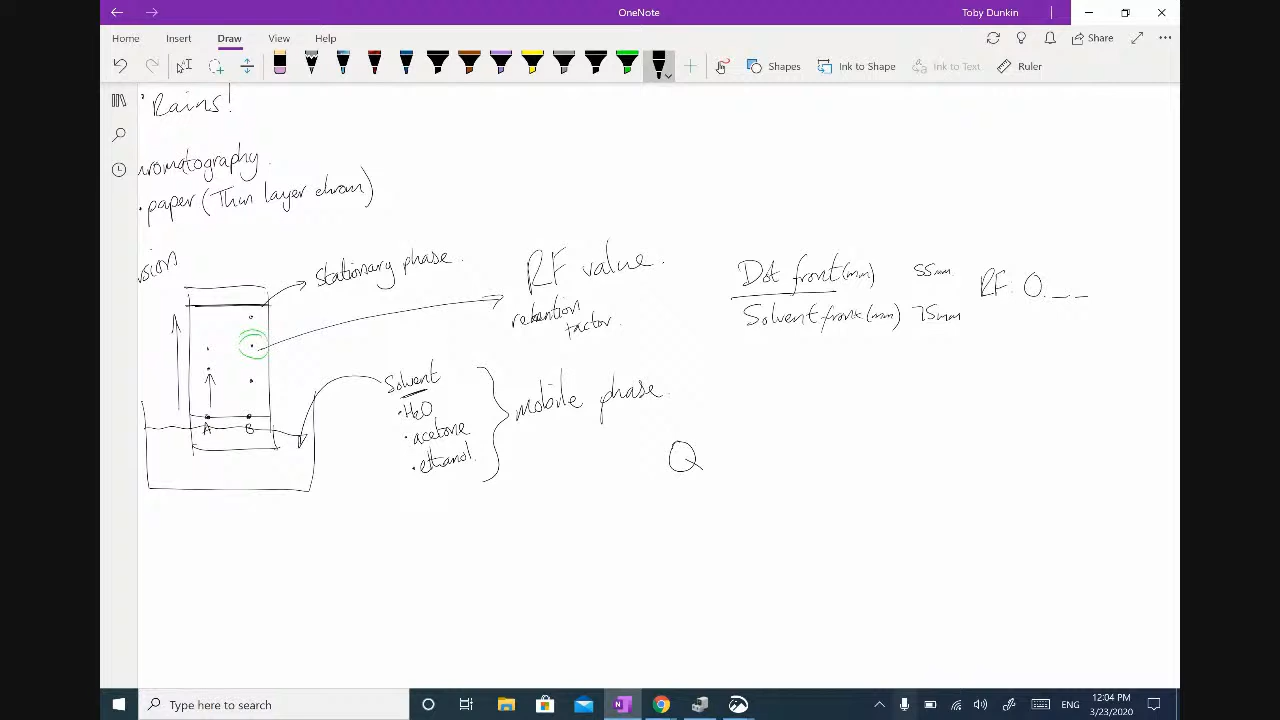 OneNote
Toby Dunkin
Home Insert Draw View Help
Share
Shapes
Ink to Shape
Ink to Text
Ruler
Rains!
romatography.
• paper (Thin layer chrom)
sion
Stationary phase.
RF value.
retention
factor.
Dot front (mm) 55mm
Solvent front (mm) 75mm
RF: 0._ _
Solvent
• H2O
• acetone
• ethanol.
mobile phase.
A B
Q
Type here to search
ENG
12:04 PM
3/23/2020